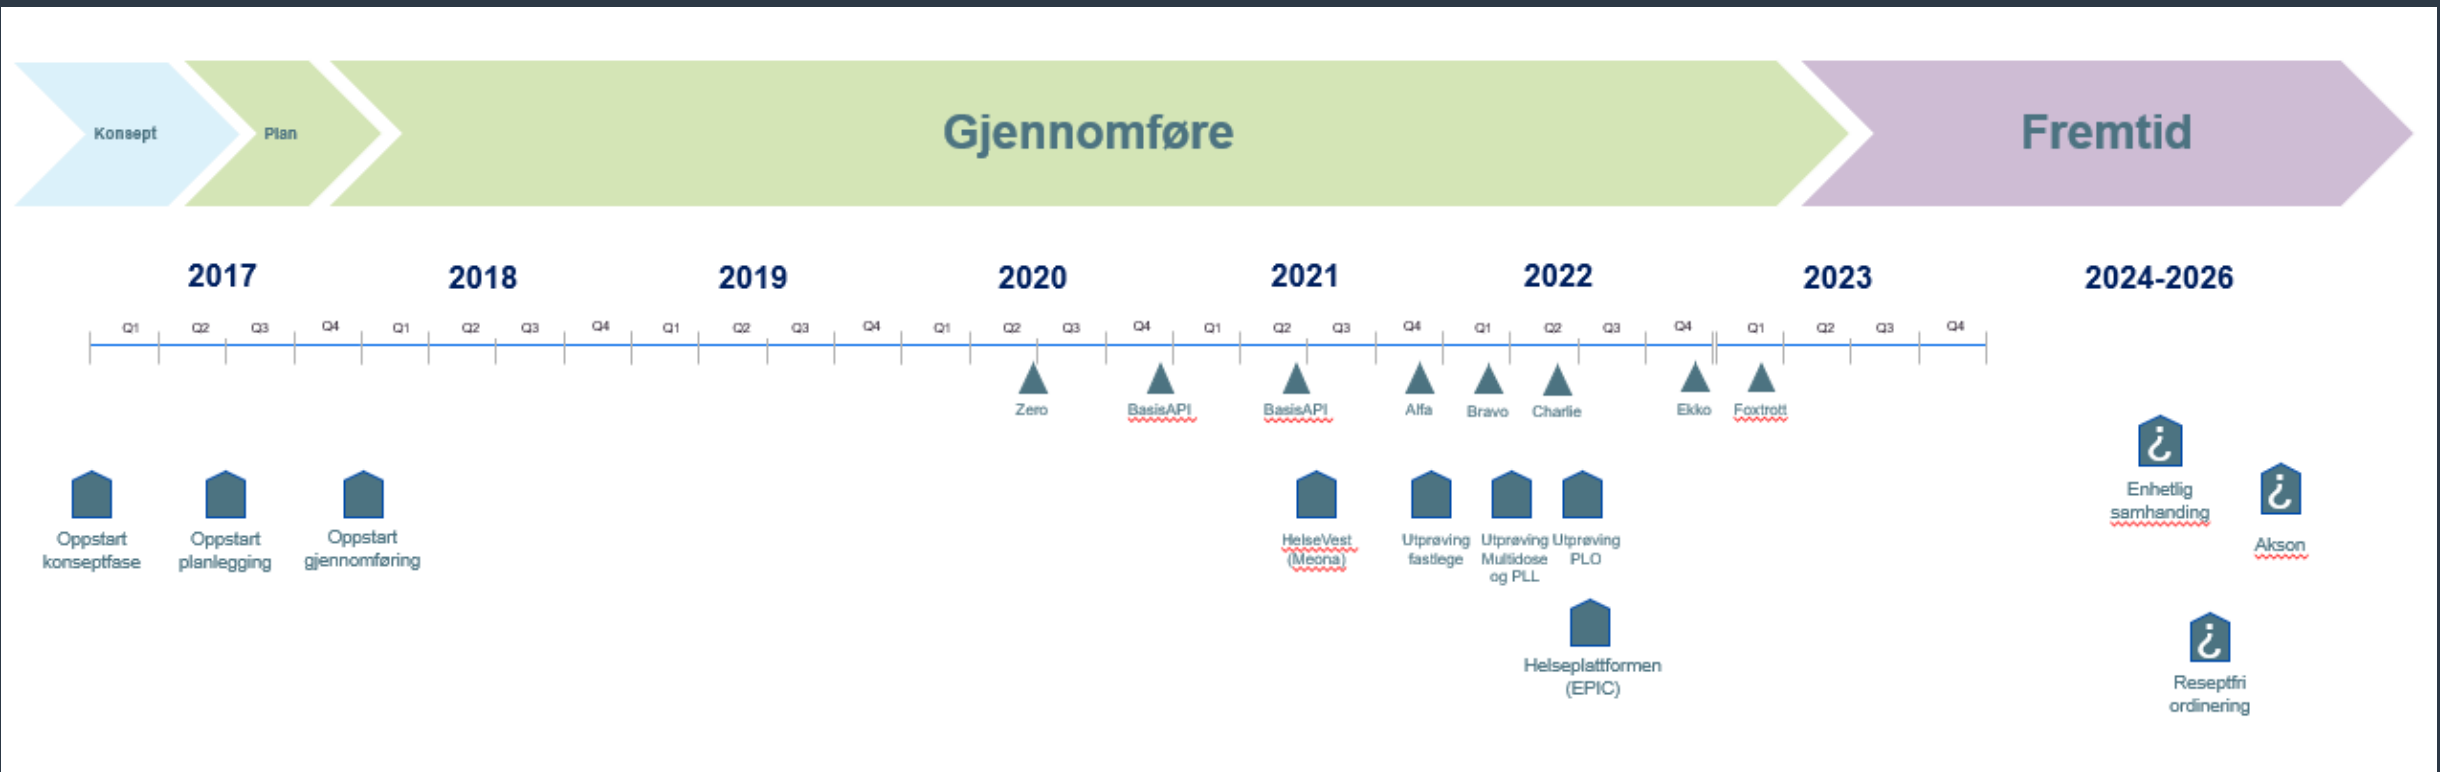 Konsept
Plan
Gjennomføre
Fremtid
2017
2018
2019
2020
2021
2022
2023
2024-2026
Q1 Q2 Q3 Q4 Q1 Q2 Q3 Q4 Q1 Q2 Q3 Q4 Q1 Q2 Q3 Q4 Q1 Q2 Q3 Q4 Q1 Q2 Q3 Q4 Q1 Q2 Q3 Q4
Zero
BasisAPI
BasisAPI
Alfa
Bravo
Charlie
Ekko
Foxtrott
Oppstart
konseptfase
Oppstart
planlegging
Oppstart
gjennomføring
HelseVest
(Meona)
Utprøving
fastlege
Utprøving
Multidose
og PLL
Utprøving
PLO
Helseplattformen
(EPIC)
¿
Enhetlig
samhanding
¿
Akson
¿
Reseptfri
ordinering